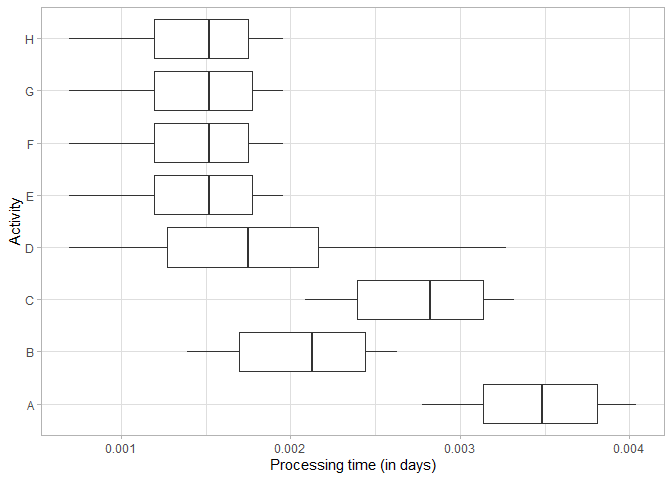 H
G
F
E
D
C
B
A
Activity
0.001 0.002 0.003 0.004
Processing time (in days)